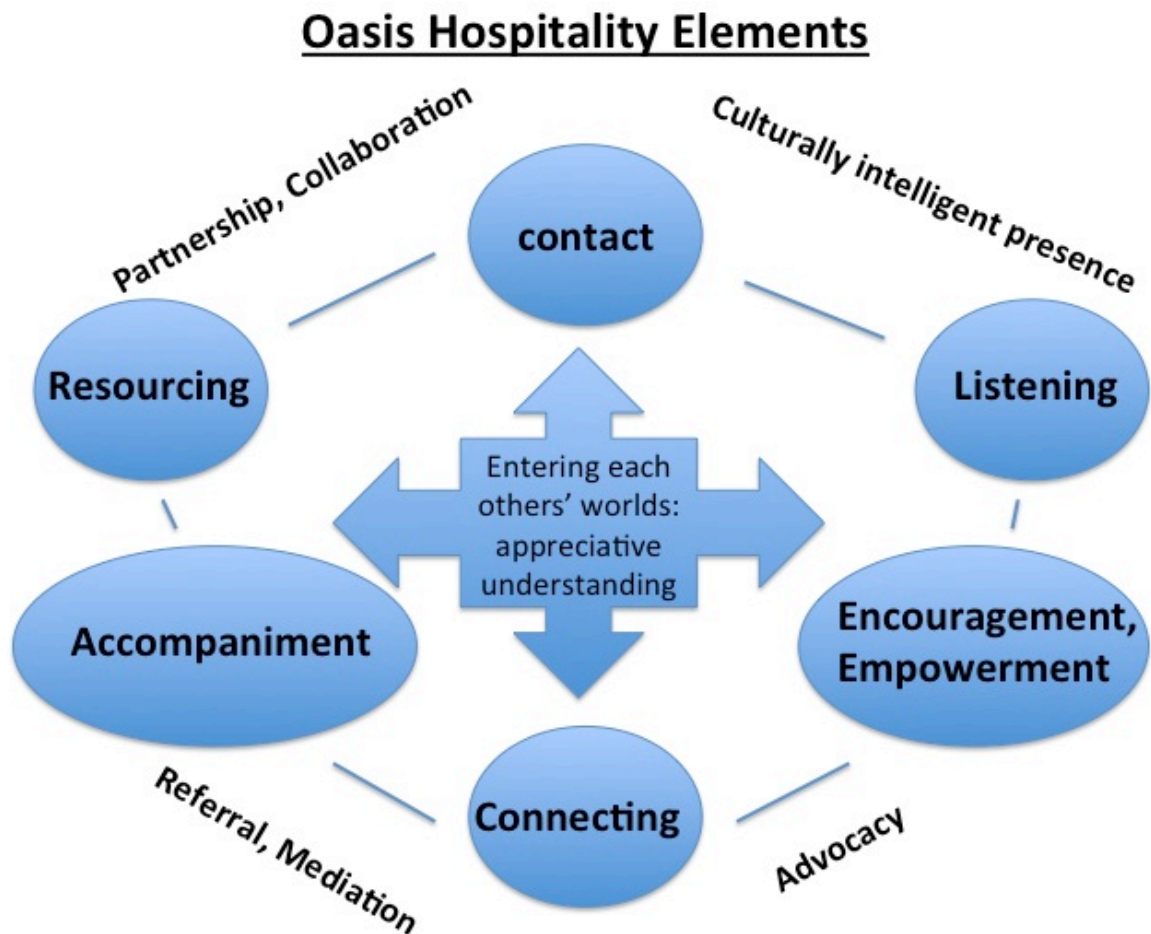 Oasis Hospitality Elements
Partnership, Collaboration
Culturally intelligent presence
contact
Resourcing
Listening
Entering each
others’ worlds:
appreciative
understanding
Accompaniment
Encouragement,
Empowerment
Connecting
Referral, Mediation
Advocacy